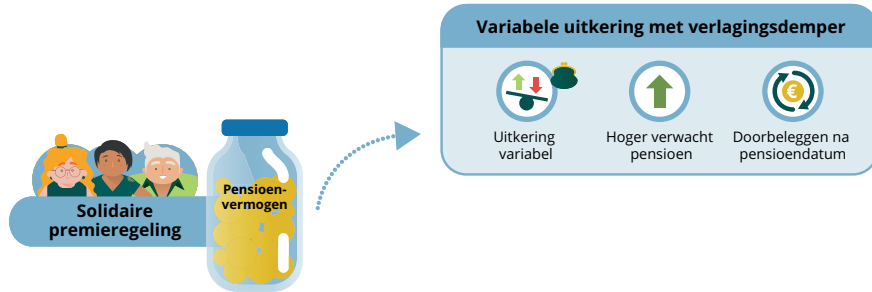 Variabele uitkering met verlagingsdemper
€
Uitkering
variabel
Hoger verwacht
pensioen
Doorbeleggen na
pensioendatum
Pensioen-
vermogen
Solidaire
premieregeling